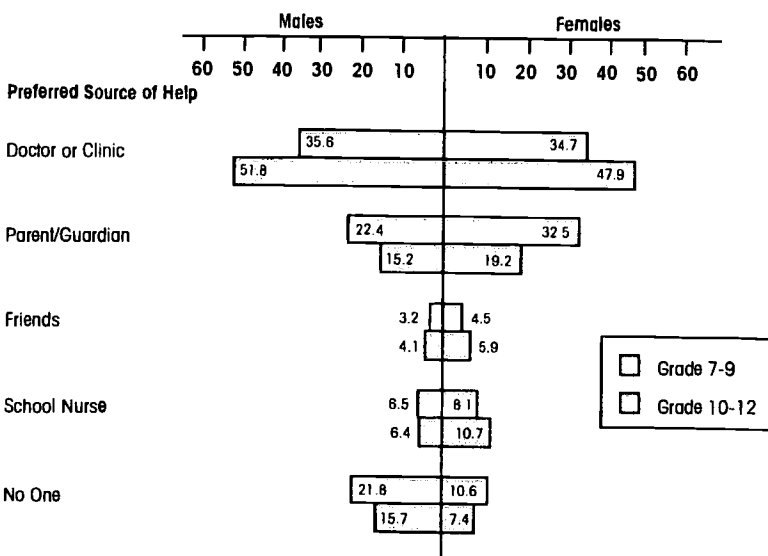 Males Females
60 50 40 30 20 10 10 20 30 40 50 60
Preferred Source of Help
Doctor or Clinic 35.6 34.7
51.8 47.9
Parent/Guardian 22.4 32 5
15.2 19.2
Friends 3.2 4.5
4.1 5.9
Grade 7-9
School Nurse 6.5 8 1
Grade 10-12
6.4 10.7
No One 21.8 10.6
15.7 7.4